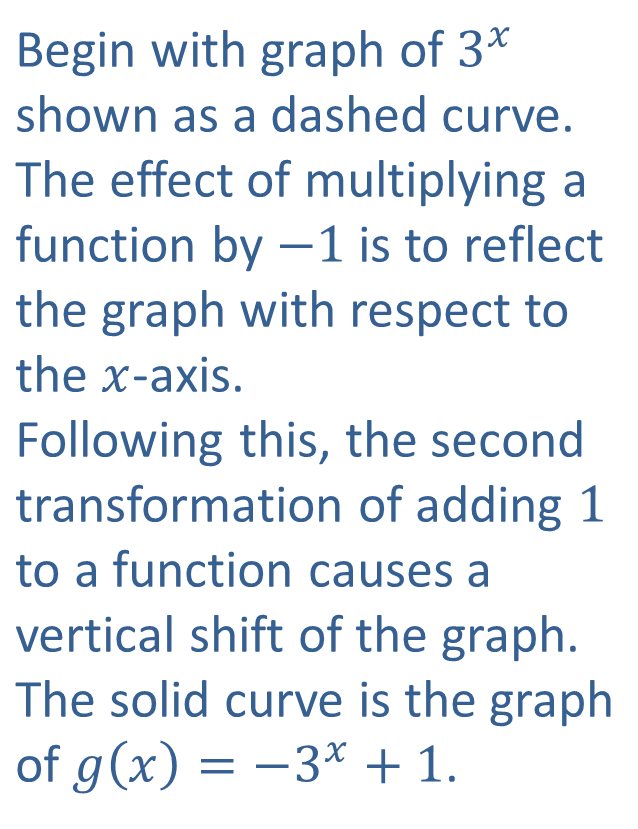 Begin with graph of 3ˣ
shown as a dashed curve.
The effect of multiplying a
function by −1 is to reflect
the graph with respect to
the x-axis.
Following this, the second
transformation of adding 1
to a function causes a
vertical shift of the graph.
The solid curve is the graph
of g(x) = −3ˣ + 1.